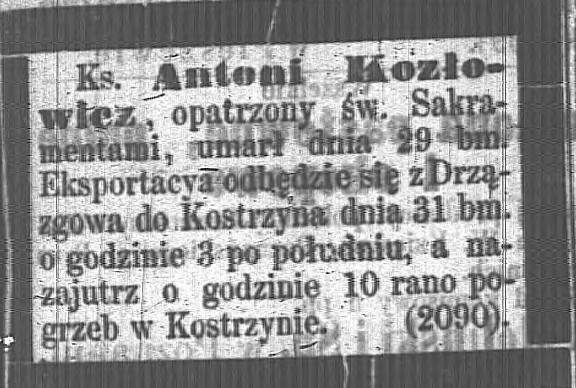 Ks. Antoni Kozło-
wicz, opatrzony św. Sakra-
mentami, umarł dnia 29 bm.
Eksportacya odbędzie się z Drzą-
zgowa do Kostrzyna dnia 31 bm.
o godzinie 3 po południu, a na-
zajutrz o godzinie 10 rano po-
grzeb w Kostrzynie. (2090).